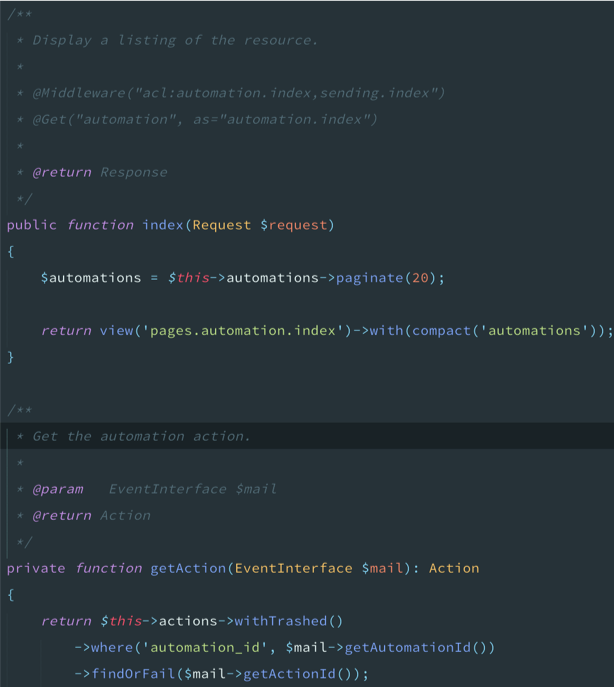 /**
 * Display a listing of the resource.
 *
 * @Middleware("acl:automation.index,sending.index")
 * @Get("automation", as="automation.index")
 *
 * @return Response
 */
public function index(Request $request)
{
    $automations = $this->automations->paginate(20);

    return view('pages.automation.index')->with(compact('automations'));
}

/**
 * Get the automation action.
 *
 * @param   EventInterface $mail
 * @return Action
 */
private function getAction(EventInterface $mail): Action
{
    return $this->actions->withTrashed()
        ->where('automation_id', $mail->getAutomationId())
        ->findOrFail($mail->getActionId());